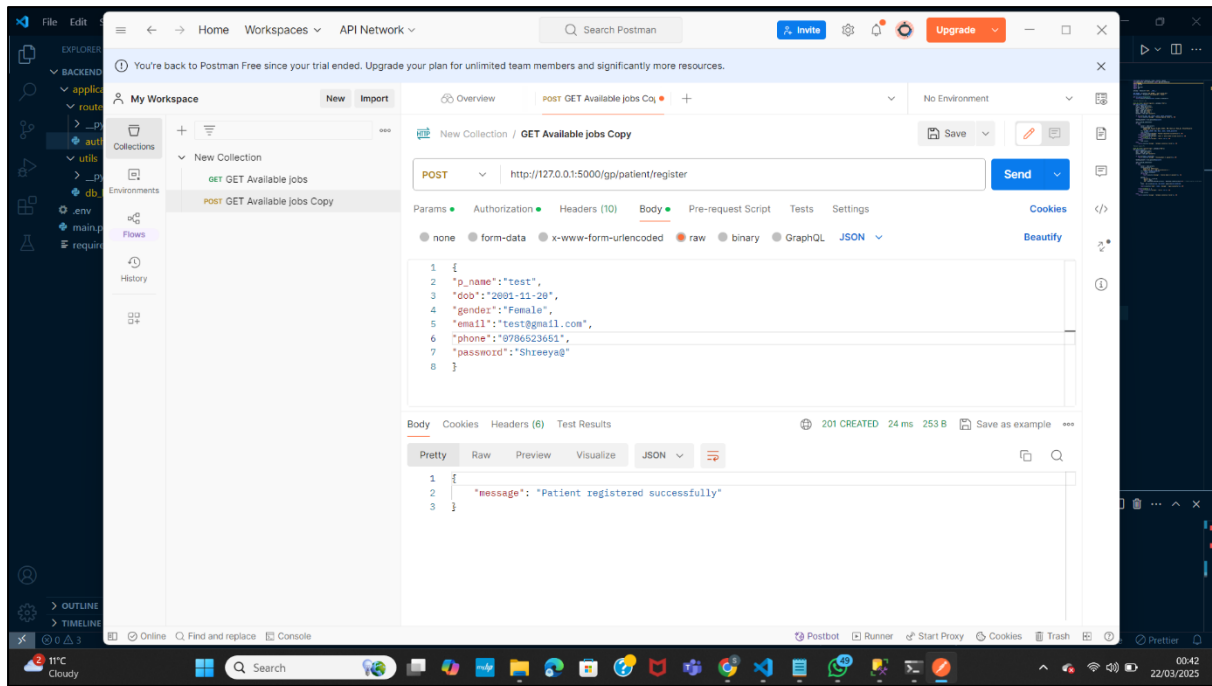 File Edit
Home Workspaces API Network
Search Postman
Invite
Upgrade
EXPLORER
You're back to Postman Free since your trial ended. Upgrade your plan for unlimited team members and significantly more resources.
BACKEND
My Workspace
New Import
Overview
POST GET Available jobs
No Environment
Collections
New Collection / GET Available jobs Copy
Save
New Collection
GET GET Available jobs
POST GET Available jobs Copy
Environments
Flows
History
utils
.env
POST
http://127.0.0.1:5000/gp/patient/register
Send
Params Authorization Headers (10) Body Pre-request Script Tests Settings
Cookies
none form-data x-www-form-urlencoded raw binary GraphQL JSON
Beautify
1 {
2 "p_name":"test",
3 "dob":"2001-11-20",
4 "gender":"Female",
5 "email":"test@gmail.com",
6 "phone":"0786523651",
7 "password":"Shreeya@"
8 }
Body Cookies Headers (6) Test Results
201 CREATED 24 ms 253 B Save as example
Pretty Raw Preview Visualize JSON
1 {
2 "message": "Patient registered successfully"
3 }
OUTLINE
TIMELINE
0 3
Online Find and replace Console
Postbot Runner Start Proxy Cookies Trash
Prettier
2
11°C
Cloudy
Search
49
00:42
22/03/2025